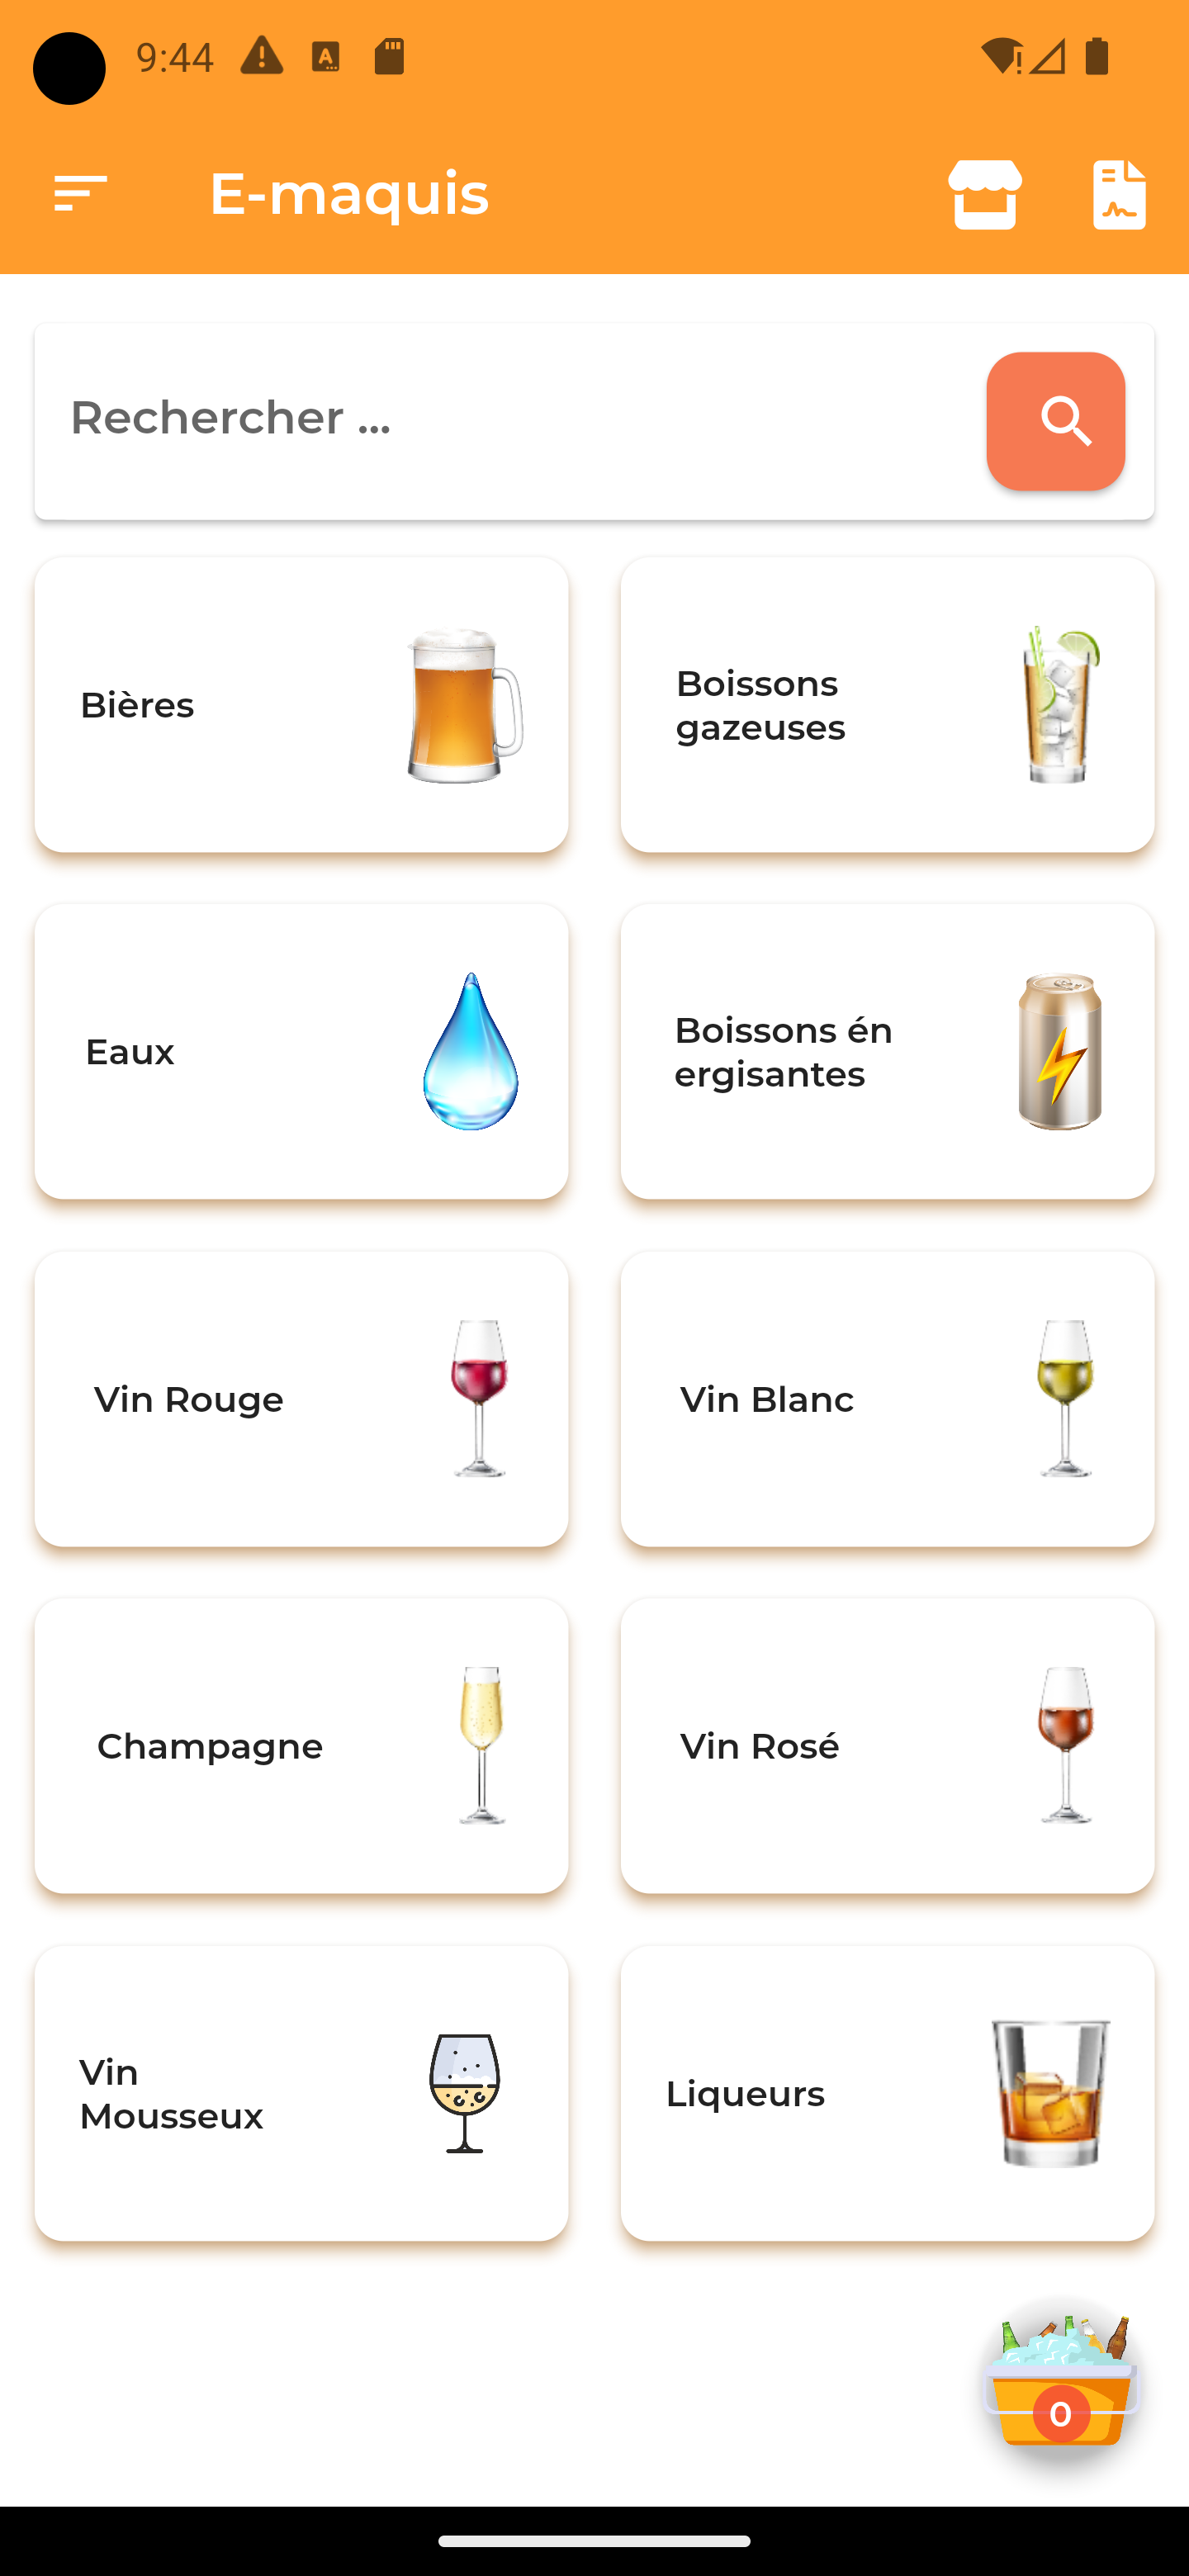 9:44
E-maquis
Rechercher ...
Bières
Boissons
gazeuses
Eaux
Boissons én
ergisantes
Vin Rouge
Vin Blanc
Champagne
Vin Rosé
Vin
Mousseux
Liqueurs
0